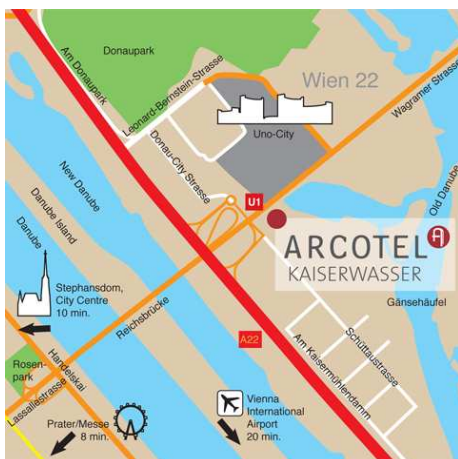 Donaupark
Am Donaupark
Leonard-Bernstein-Strasse
Wien 22
Wagramer Strasse
Uno-City
Donau-City Strasse
New Danube
Danube Island
Danube
U1
Old Danube
ARCOTEL A
KAISERWASSER
Gänsehäufel
Stephansdom,
City Centre
10 min.
Reichsbrücke
A22
Schüttaustrasse
Am Kaisermühlendamm
Handelskai
Rosen-
park
Lassallestrasse
Prater/Messe
8 min.
Vienna
International
Airport
20 min.